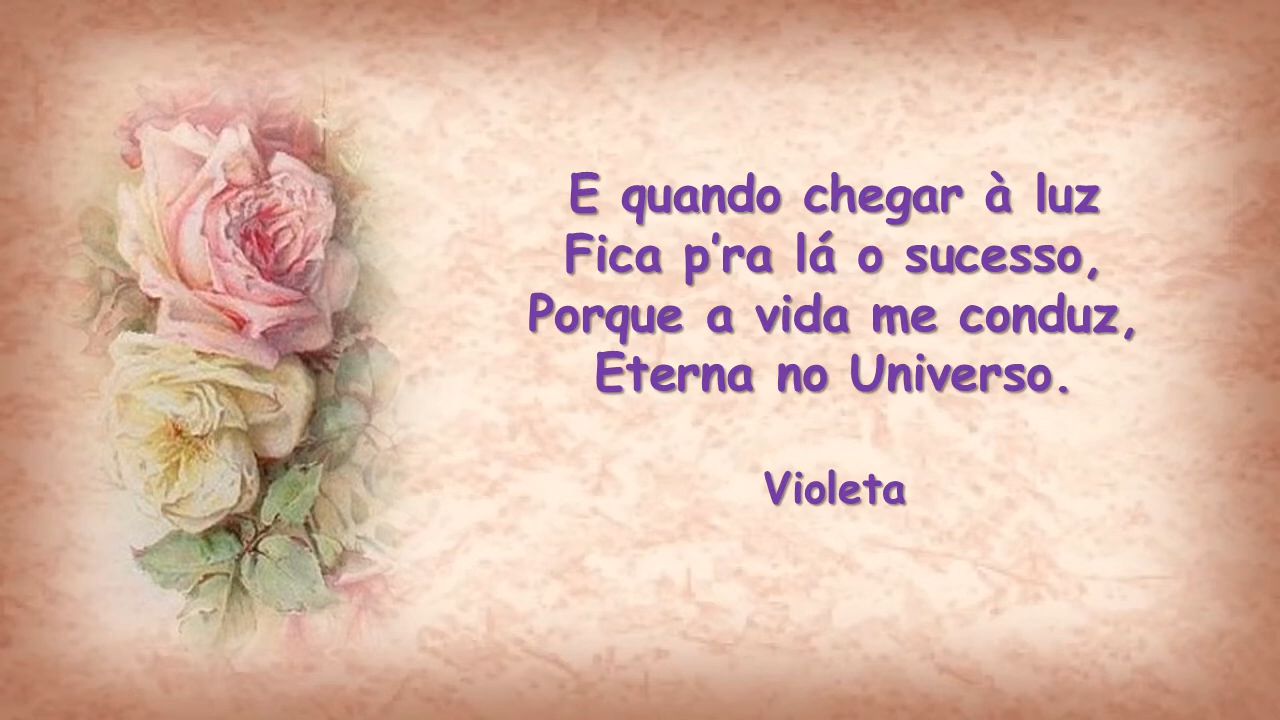 E quando chegar à luz
Fica p’ra lá o sucesso,
Porque a vida me conduz,
Eterna no Universo.
Violeta